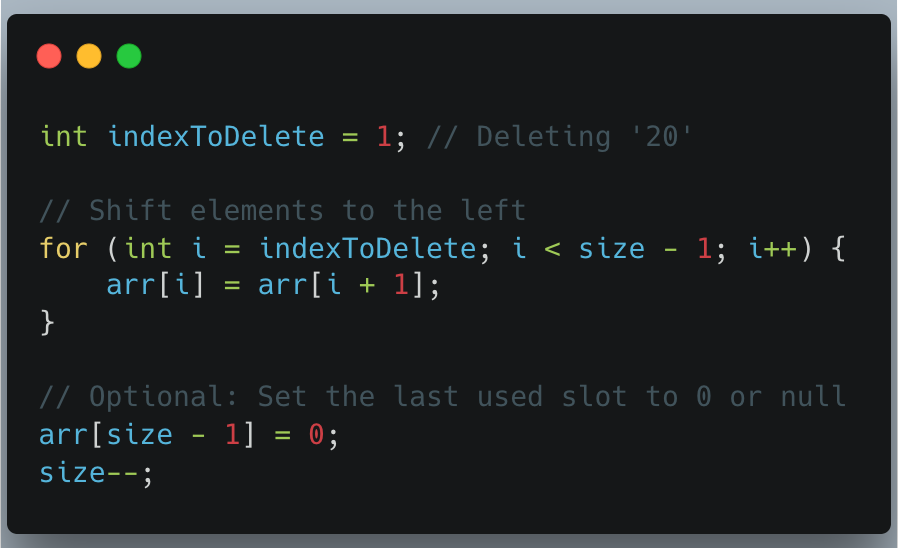 int indexToDelete = 1; // Deleting '20'
// Shift elements to the left
for (int i = indexToDelete; i < size - 1; i++) {
    arr[i] = arr[i + 1];
}
// Optional: Set the last used slot to 0 or null
arr[size - 1] = 0;
size--;